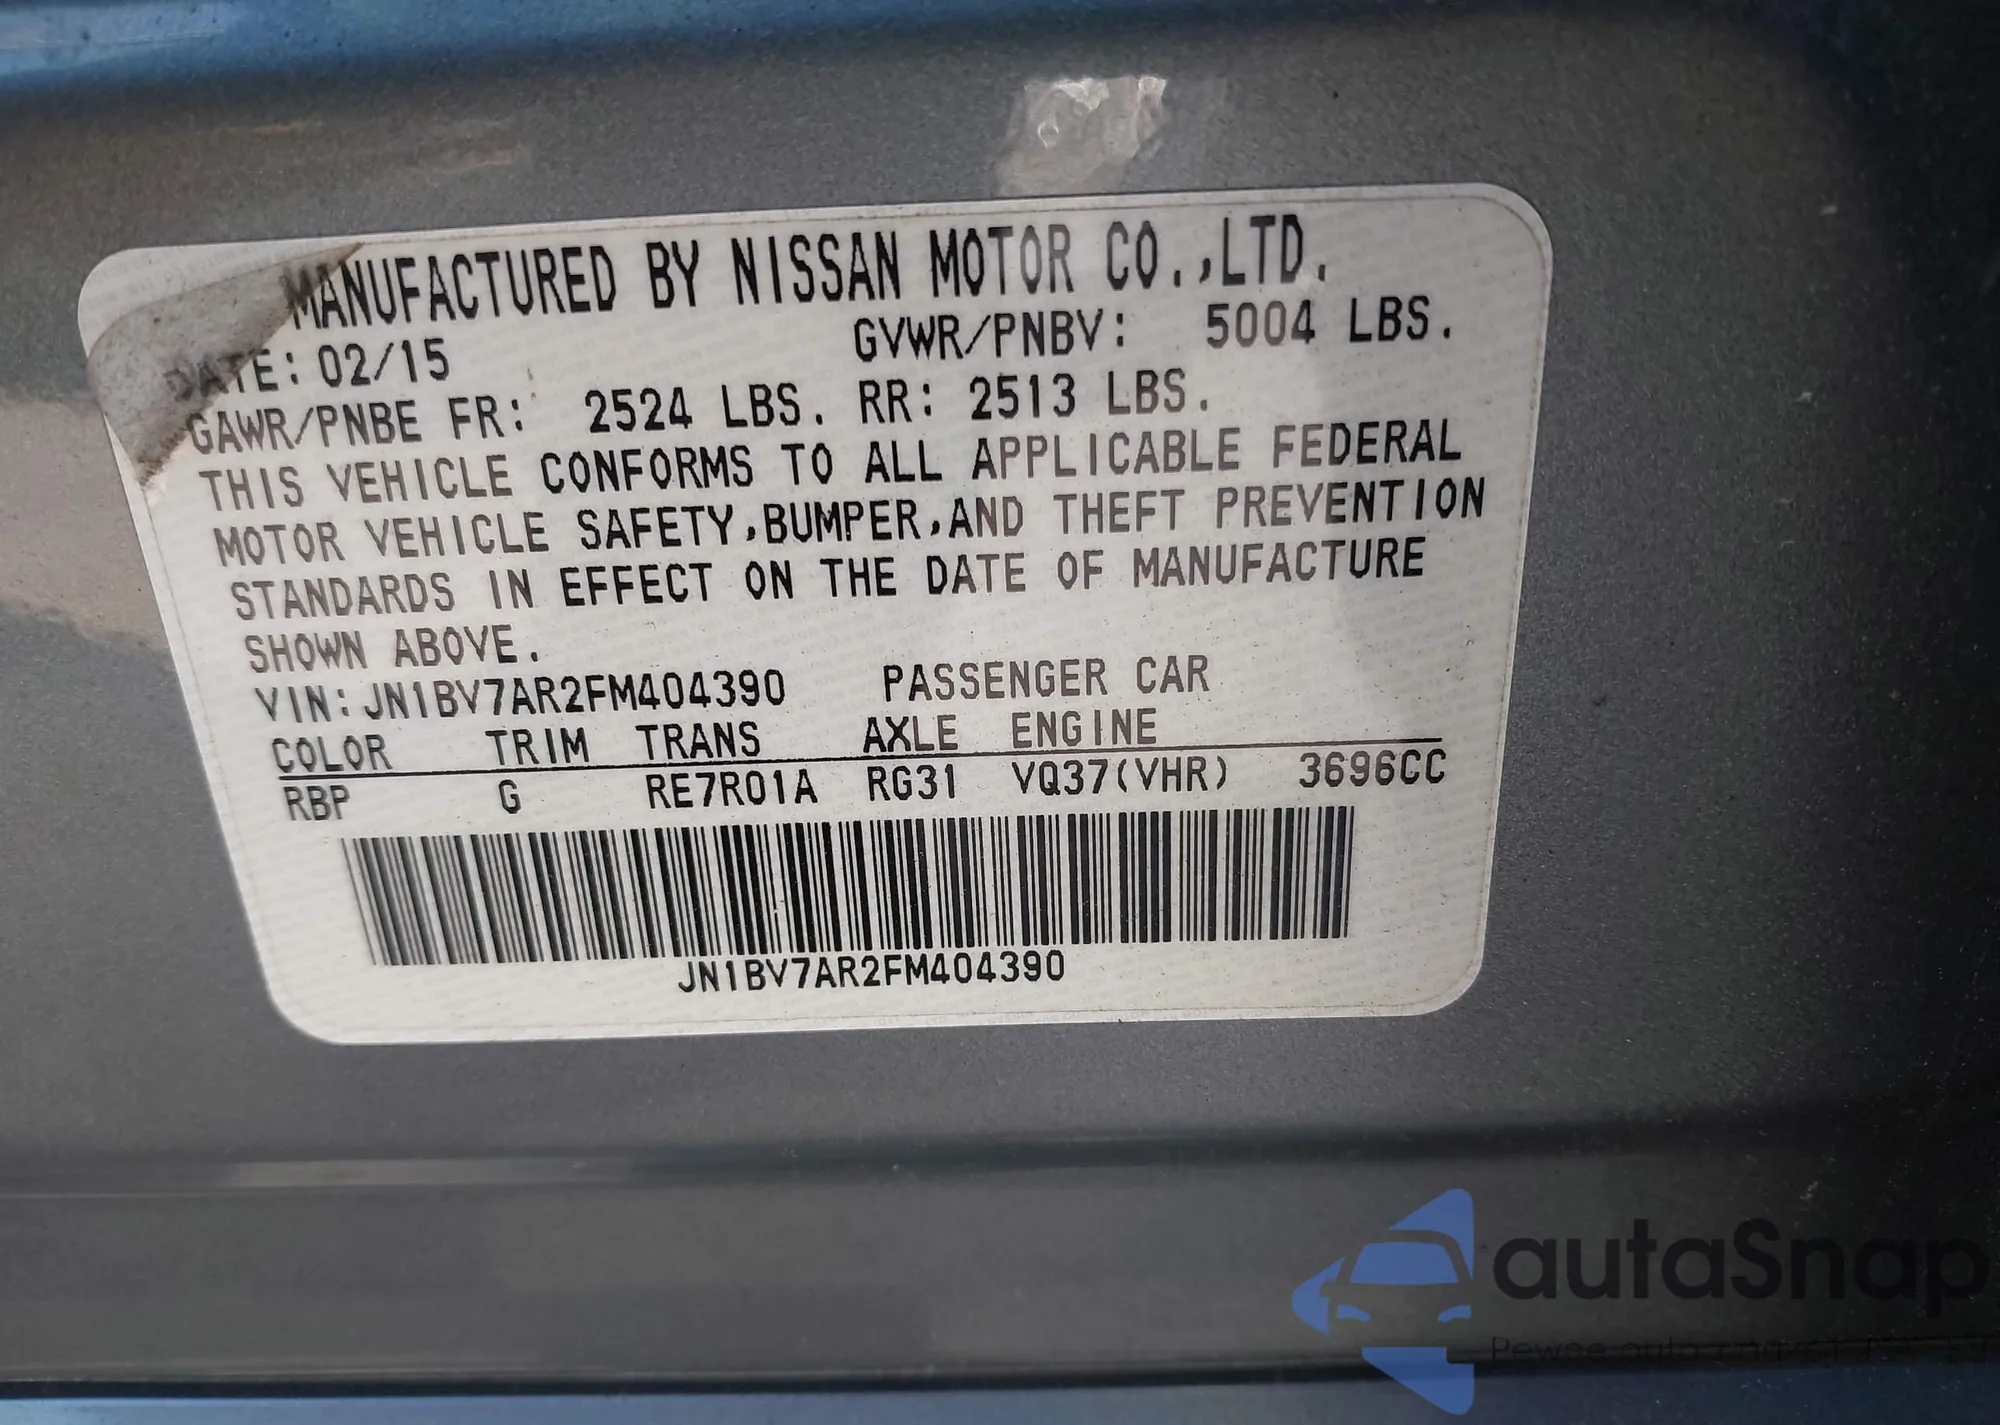 MANUFACTURED BY NISSAN MOTOR CO.,LTD.
DATE: 02/15 GVWR/PNBV: 5004 LBS.
GAWR/PNBE FR: 2524 LBS. RR: 2513 LBS.
THIS VEHICLE CONFORMS TO ALL APPLICABLE FEDERAL
MOTOR VEHICLE SAFETY,BUMPER,AND THEFT PREVENTION
STANDARDS IN EFFECT ON THE DATE OF MANUFACTURE
SHOWN ABOVE.
VIN: JN1BV7AR2FM404390 PASSENGER CAR
COLOR TRIM TRANS AXLE ENGINE
RBP G RE7R01A RG31 VQ37(VHR) 3696CC
JN1BV7AR2FM404390
autaSnap
Pewne auto